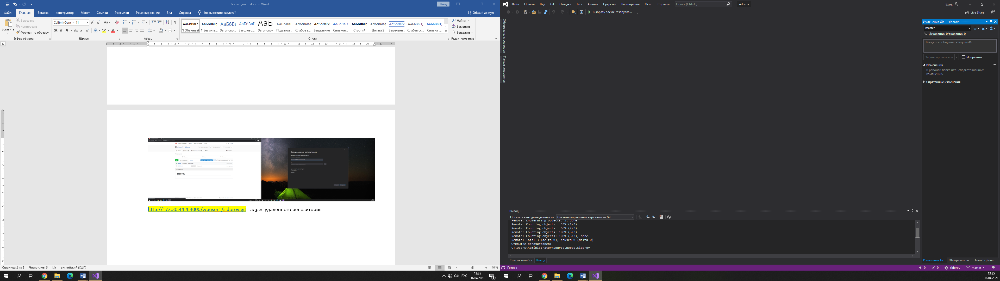 Gogs21_посл.docx - Word
Вход
Файл Главная Вставка Конструктор Макет Ссылки Рассылки Рецензирование Вид Справка Что вы хотите сделать? Общий доступ
Вставить
Вырезать
Копировать
Формат по образцу
Буфер обмена
Calibri (Осно 11
Шрифт
Абзац
¶ Обычный ¶ Без инте... Заголово... Заголово... Заголовок Подзагол... Слабое в... Выделение Сильное... Строгий Цитата 2 Выделенн... Слабая сс... Сильная...
Стили
Найти
Заменить
Выделить
Редактирование
Клонирование репозитория
sidorov
http://172.30.44.4:3000/wbuser1/sidorov.git - адрес удаленного репозитория
Страница 2 из 2 Число слов: 5 английский (США) 140 %
РУС 13:35
16.04.2021
3
Файл Правка Вид Git Отладка Тест Анализ Средства Расширения Окно Справка Поиск (Ctrl+Q) sidorov Вход
Выбрать элемент запуска... Live Share
Обозреватель серверов
Панель элементов
Изменения Git — sidorov
master
Исходящих 0/входящих 0
Введите сообщение <Required>
Зафиксировать все Исправить
Изменения
В рабочей папке нет неподготовленных
изменений.
Спрятанные изменения
Вывод
Показать выходные данные из: Система управления версиями — Git
Remote: Enumerating objects: 3, done.
Remote: Counting objects: 33% (1/3)
Remote: Counting objects: 66% (2/3)
Remote: Counting objects: 100% (3/3)
Remote: Counting objects: 100% (3/3), done.
Remote: Total 3 (delta 0), reused 0 (delta 0)
Открытие репозиториев:
C:\Users\Administrator\Source\Repos\sidorov
Список ошибок Вывод
Изменения Gi... Обозреватель... Team Explorer...
Готово 0 0 sidorov master
13:35
16.04.2021